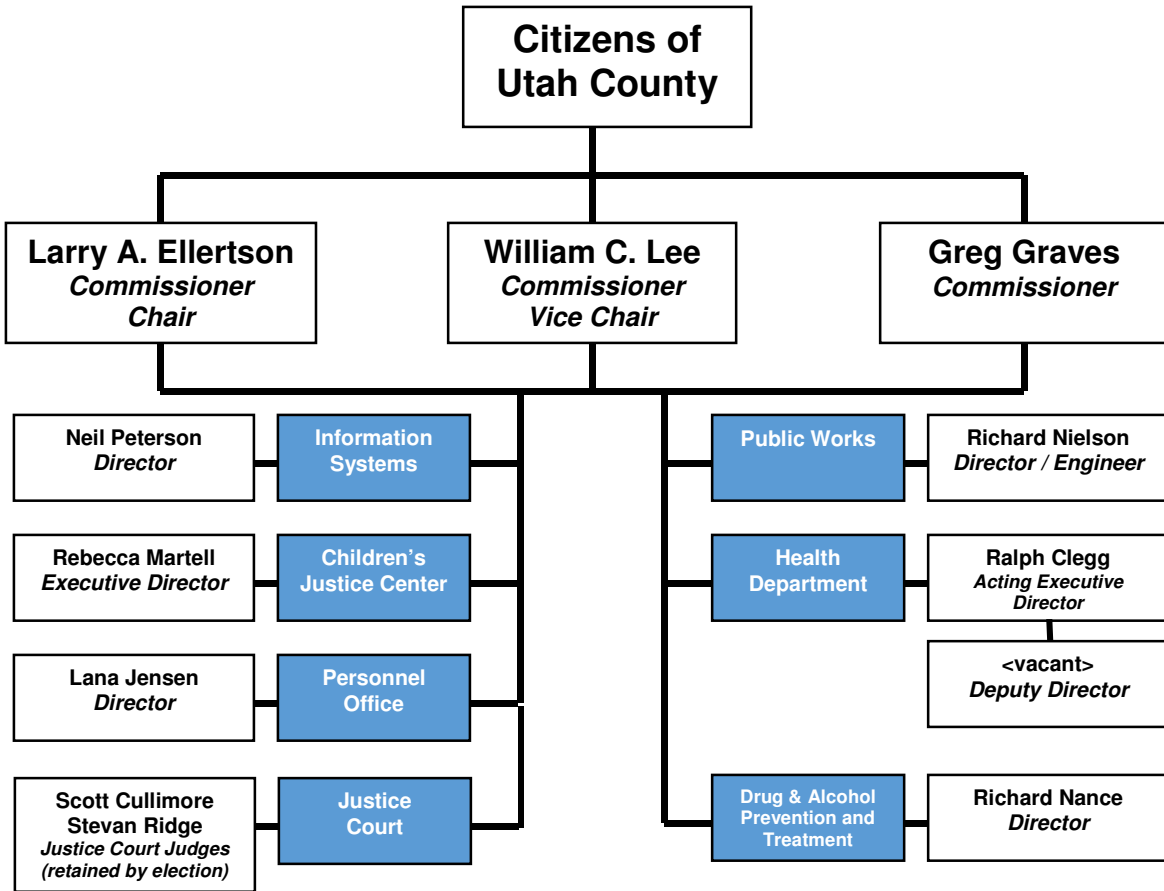 Citizens of
Utah County
Larry A. Ellertson
Commissioner
Chair
William C. Lee
Commissioner
Vice Chair
Greg Graves
Commissioner
Neil Peterson
Director
Information
Systems
Public Works
Richard Nielson
Director / Engineer
Rebecca Martell
Executive Director
Children's
Justice Center
Health
Department
Ralph Clegg
Acting Executive
Director
Lana Jensen
Director
Personnel
Office
<vacant>
Deputy Director
Scott Cullimore
Stevan Ridge
Justice Court Judges
(retained by election)
Justice
Court
Drug & Alcohol
Prevention and
Treatment
Richard Nance
Director